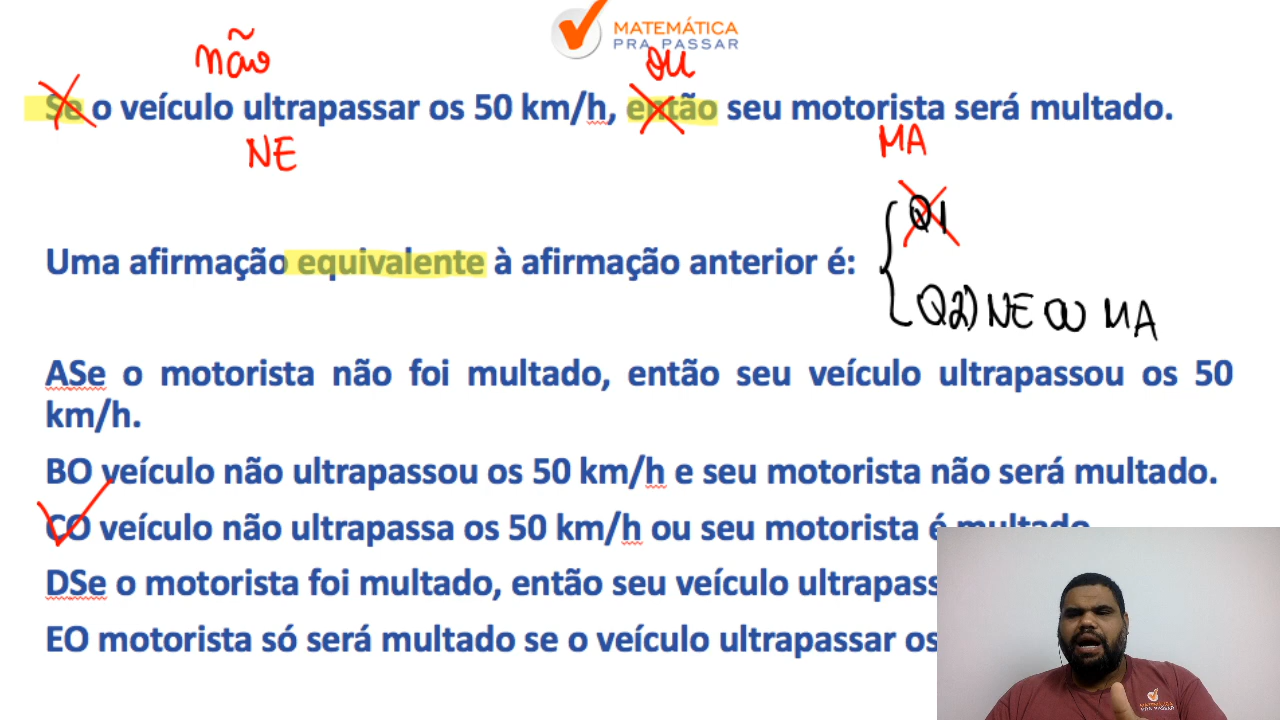 MATEMÁTICA
PRA PASSAR
não
ou
Se o veículo ultrapassar os 50 km/h, então seu motorista será multado.
NE
MA
Q1
Uma afirmação equivalente à afirmação anterior é:
Q2) NE OU MA
ASe o motorista não foi multado, então seu veículo ultrapassou os 50
km/h.
BO veículo não ultrapassou os 50 km/h e seu motorista não será multado.
CO veículo não ultrapassa os 50 km/h ou seu motorista é multado.
DSe o motorista foi multado, então seu veículo
EO motorista só será multado se o veículo ultrapassar os
MATEMÁTICA
PRA PASSAR